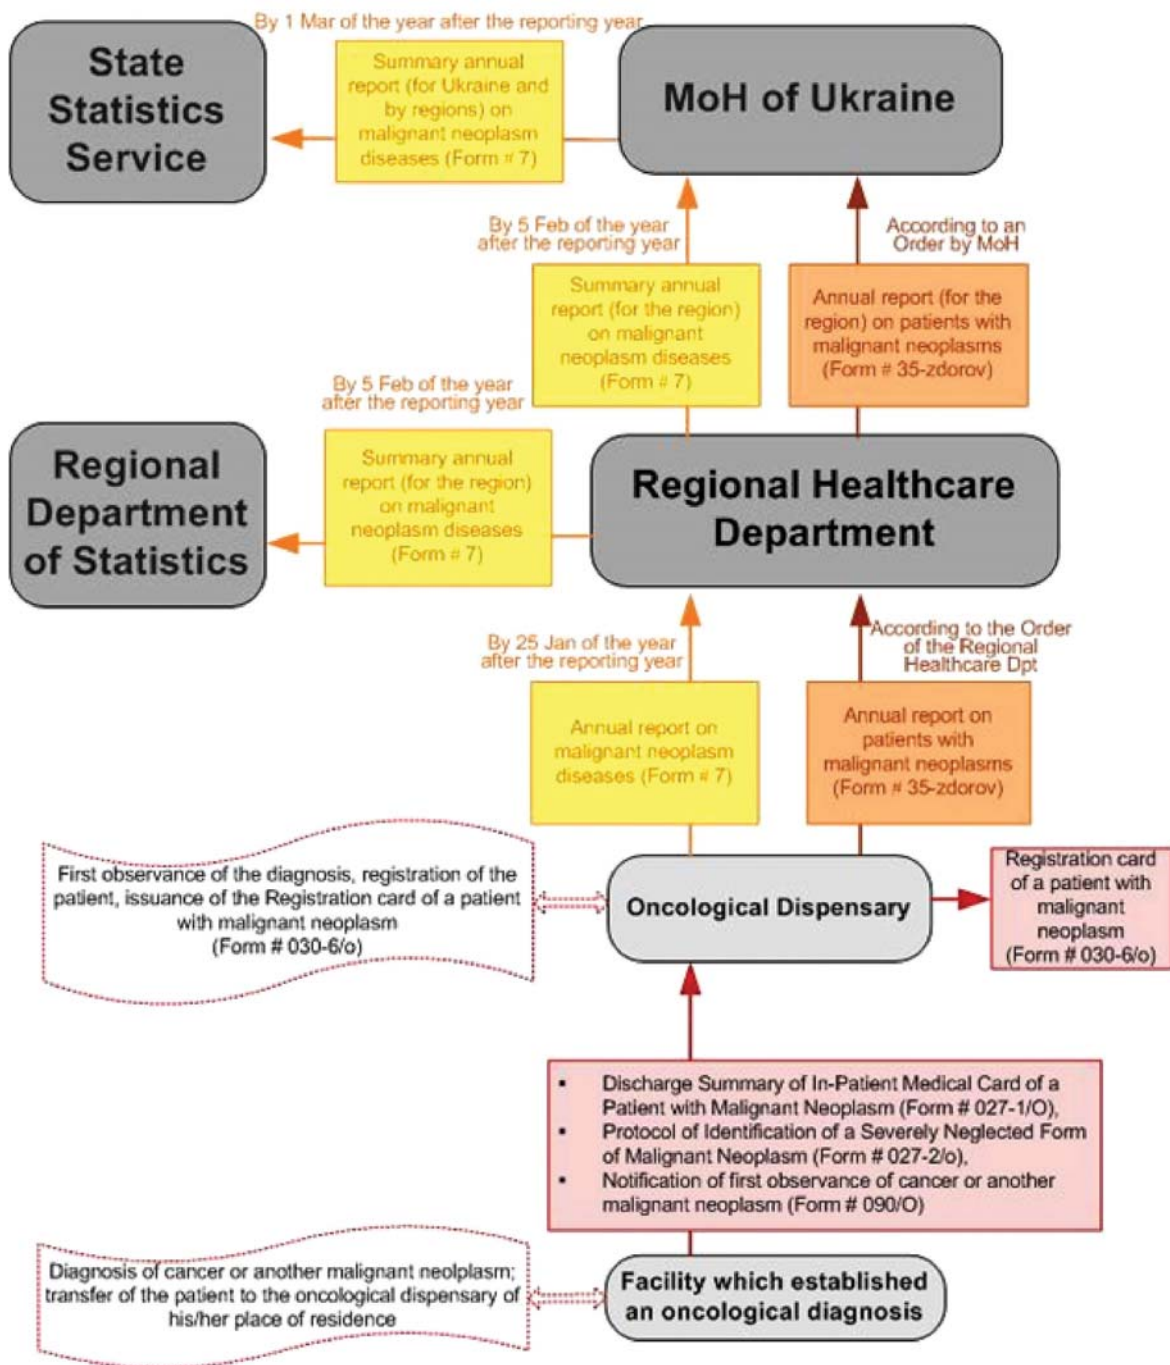 By 1 Mar of the year after the reporting year
State
Statistics
Service
Summary annual
report (for Ukraine and
by regions) on
malignant neoplasm
diseases (Form # 7)
MoH of Ukraine
By 5 Feb of the year
after the reporting year
According to an
Order by MoH
Summary annual
report (for the region)
on malignant
neoplasm diseases
(Form # 7)
Annual report (for the
region) on patients with
malignant neoplasms
(Form # 35-zdorov)
By 5 Feb of the year
after the reporting year
Regional
Department
of Statistics
Summary annual
report (for the region)
on malignant
neoplasm diseases
(Form # 7)
Regional Healthcare
Department
By 25 Jan of the year
after the reporting year
According to the Order
of the Regional
Healthcare Dpt
Annual report on
malignant neoplasm
diseases (Form # 7)
Annual report on
patients with
malignant neoplasms
(Form # 35-zdorov)
First observance of the diagnosis, registration of the
patient, issuance of the Registration card of a patient
with malignant neoplasm
(Form # 030-6/o)
Oncological Dispensary
Registration card
of a patient with
malignant
neoplasm
(Form # 030-6/o)
▪ Discharge Summary of In-Patient Medical Card of a
Patient with Malignant Neoplasm (Form # 027-1/O),
▪ Protocol of Identification of a Severely Neglected Form
of Malignant Neoplasm (Form # 027-2/o),
▪ Notification of first observance of cancer or another
malignant neoplasm (Form # 090/O)
Diagnosis of cancer or another malignant neolplasm;
transfer of the patient to the oncological dispensary of
his/her place of residence
Facility which established
an oncological diagnosis